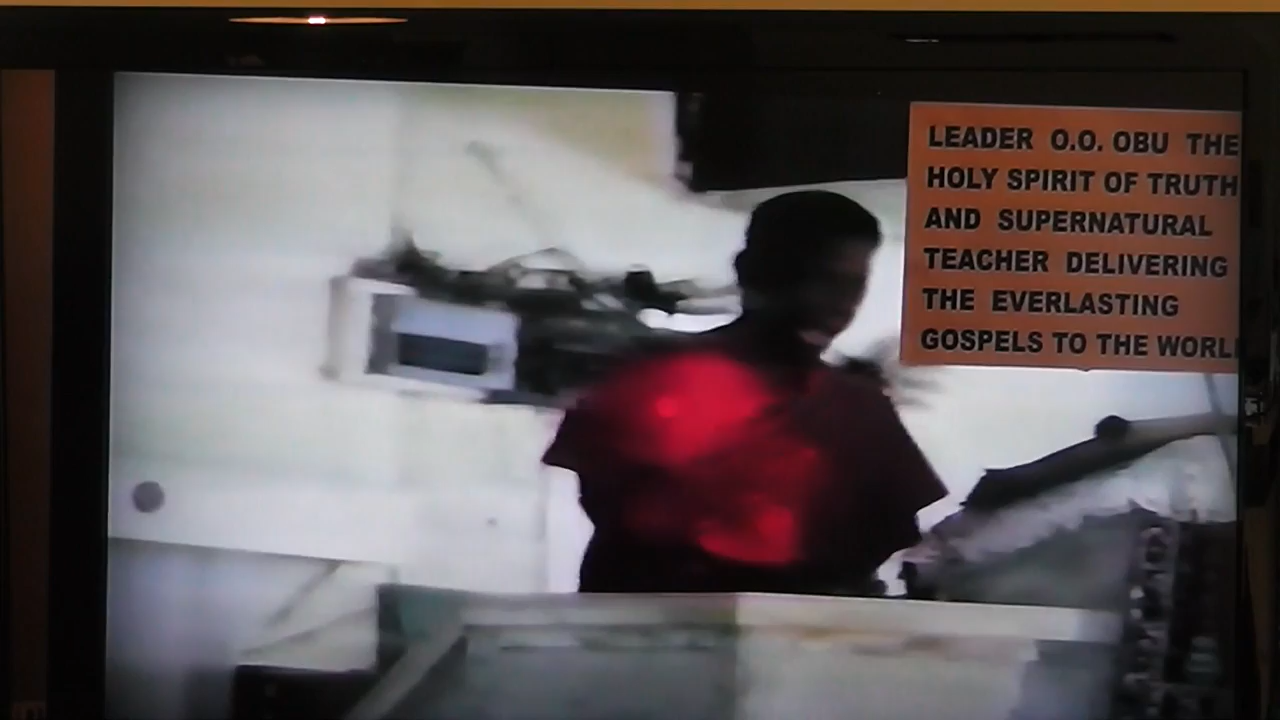 LEADER O.O. OBU THE
HOLY SPIRIT OF TRUTH
AND SUPERNATURAL
TEACHER DELIVERING
THE EVERLASTING
GOSPELS TO THE WORL